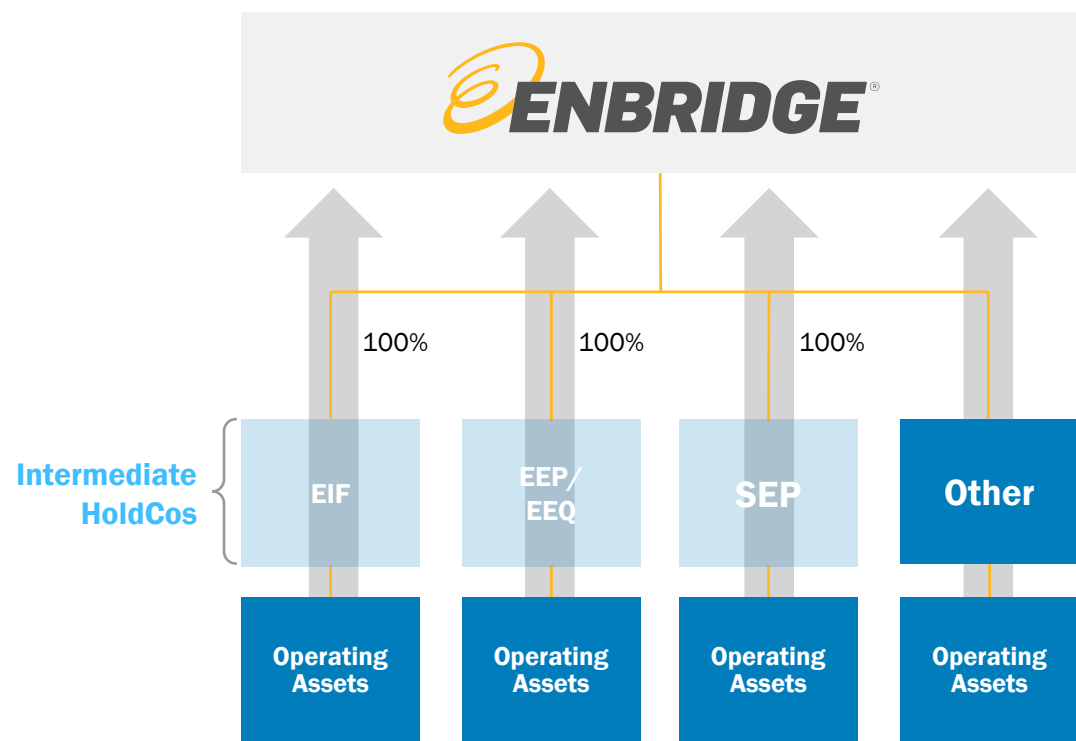 ENBRIDGE®
100%
100%
100%
Intermediate
HoldCos
EIF
EEP/
EEQ
SEP
Other
Operating
Assets
Operating
Assets
Operating
Assets
Operating
Assets